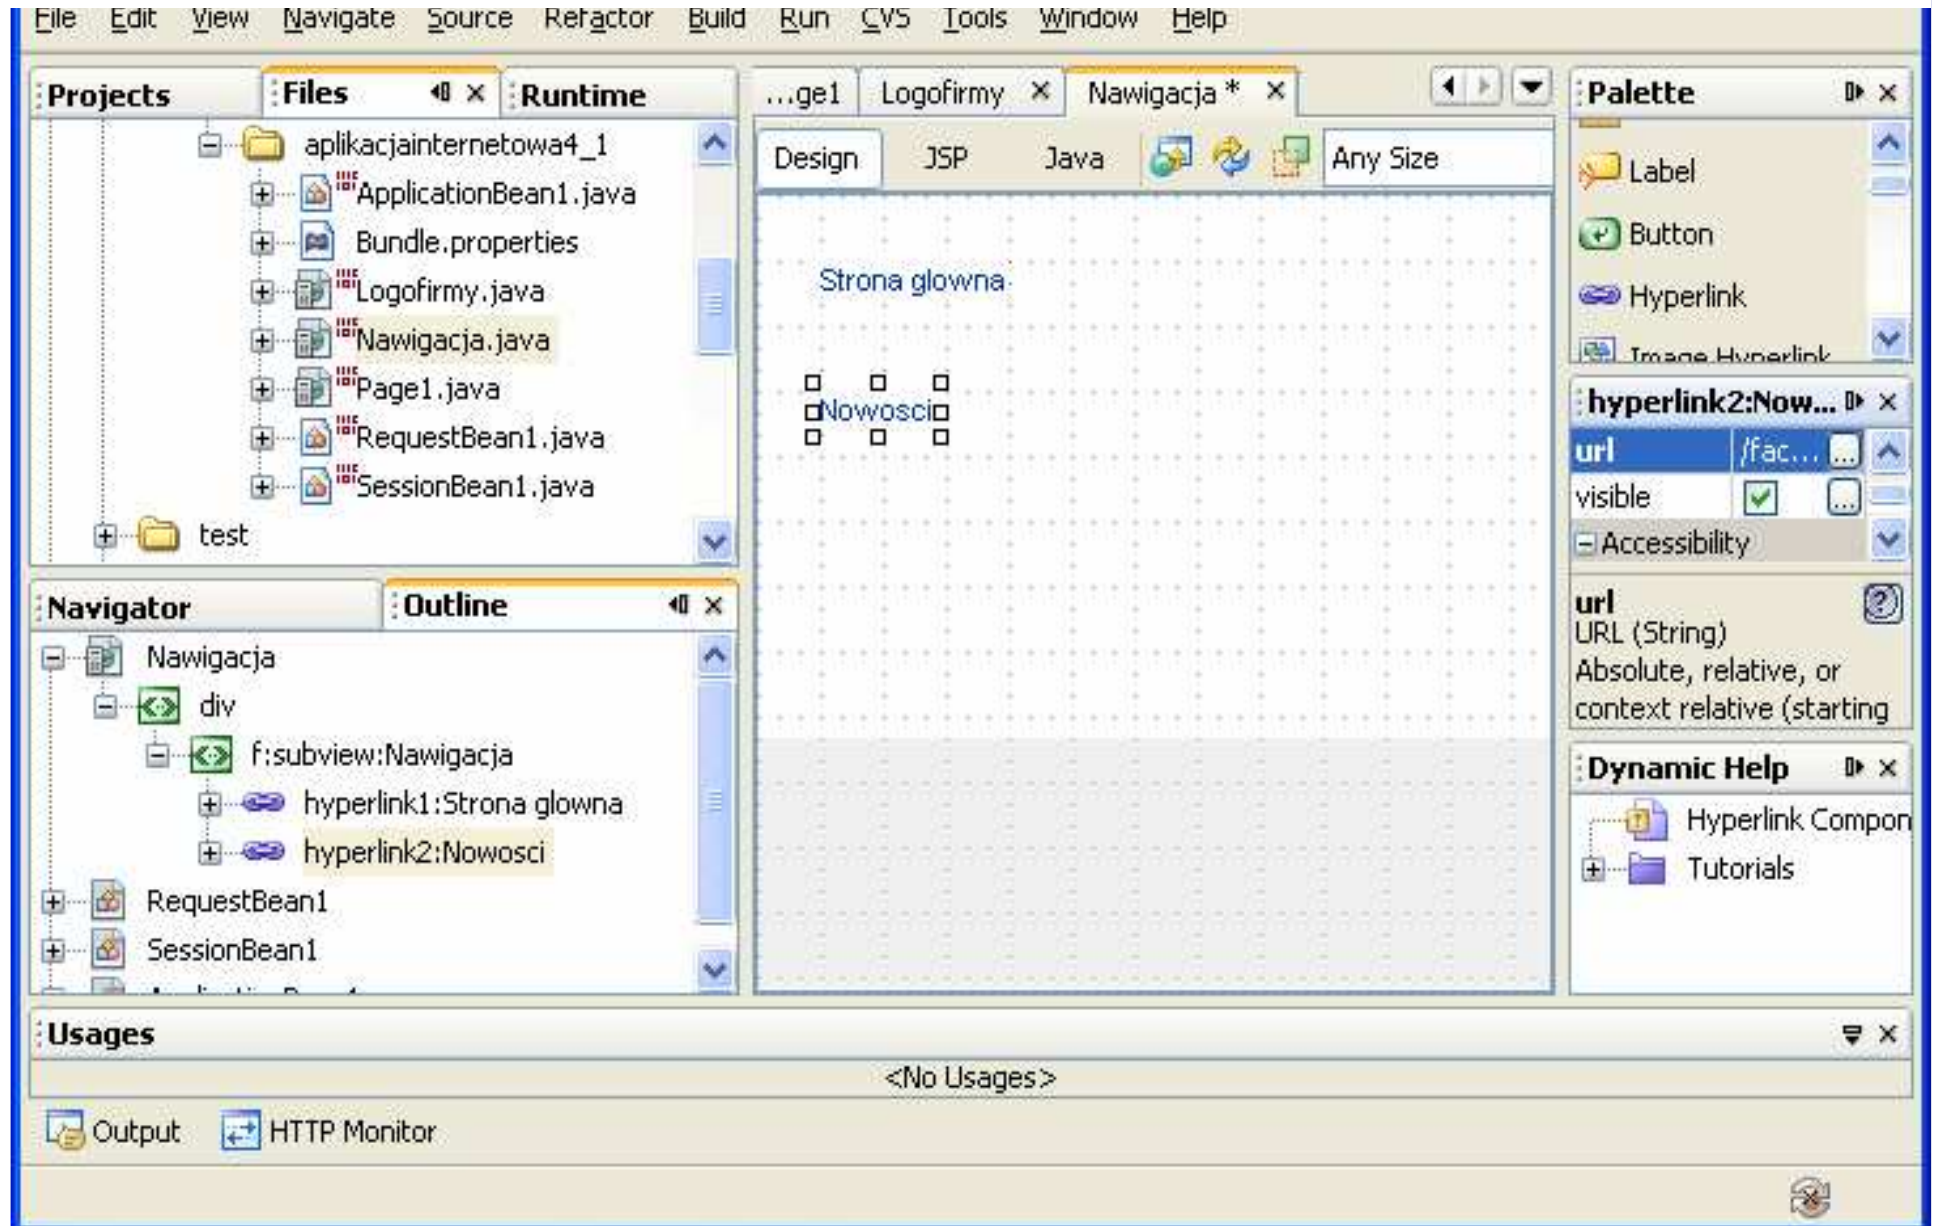 File Edit View Navigate Source Refactor Build Run CVS Tools Window Help
Projects Files Runtime
aplikacjainternetowa4_1
ApplicationBean1.java
Bundle.properties
Logofirmy.java
Nawigacja.java
Page1.java
RequestBean1.java
SessionBean1.java
test
Navigator Outline
Nawigacja
div
f:subview:Nawigacja
hyperlink1:Strona glowna
hyperlink2:Nowosci
RequestBean1
SessionBean1
...ge1 Logofirmy Nawigacja *
Design JSP Java Any Size
Strona glowna
Nowosci
Palette
Label
Button
Hyperlink
Image Hyperlink
hyperlink2:Now...
url /fac... ...
visible ...
Accessibility
url
URL (String)
Absolute, relative, or
context relative (starting
Dynamic Help
Hyperlink Compon
Tutorials
Usages
<No Usages>
Output HTTP Monitor